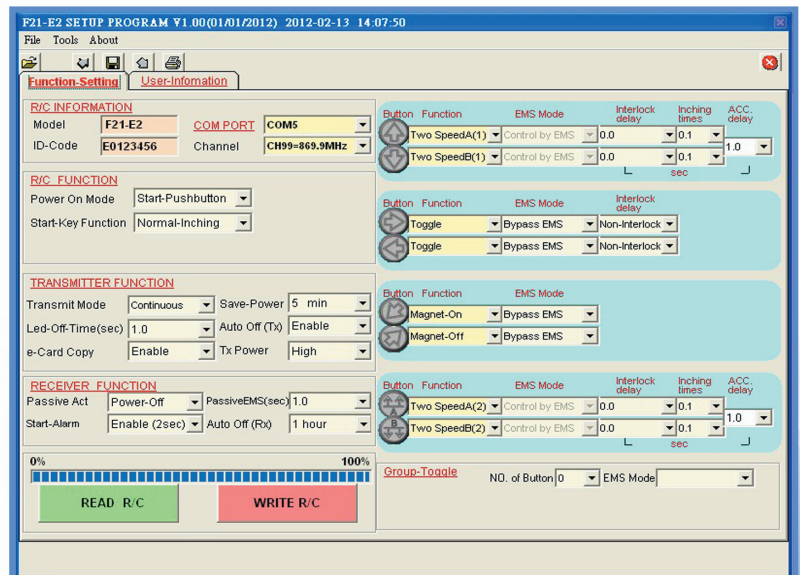 F21-E2 SETUP PROGRAM V1.00(01/01/2012) 2012-02-13 14:07:50
File Tools About
Function-Setting User-Infomation
R/C INFORMATION
Model F21-E2 COM PORT COM5
ID-Code E0123456 Channel CH99=869.9MHz
R/C FUNCTION
Power On Mode Start-Pushbutton
Start-Key Function Normal-Inching
TRANSMITTER FUNCTION
Transmit Mode Continuous Save-Power 5 min
Led-Off-Time(sec) 1.0 Auto Off (Tx) Enable
e-Card Copy Enable Tx Power High
RECEIVER FUNCTION
Passive Act Power-Off PassiveEMS(sec) 1.0
Start-Alarm Enable (2sec) Auto Off (Rx) 1 hour
0% 100%
READ R/C WRITE R/C
Button Function EMS Mode Interlock delay Inching times ACC. delay
Two SpeedA(1) Control by EMS 0.0 0.1
1.0
Two SpeedB(1) Control by EMS 0.0 0.1
sec
Button Function EMS Mode Interlock delay
Toggle Bypass EMS Non-Interlock
Toggle Bypass EMS Non-Interlock
Button Function EMS Mode
Magnet-On Bypass EMS
Magnet-Off Bypass EMS
Button Function EMS Mode Interlock delay Inching times ACC. delay
A Two SpeedA(2) Control by EMS 0.0 0.1
1.0
B Two SpeedB(2) Control by EMS 0.0 0.1
sec
Group-Toggle NO. of Button 0 EMS Mode